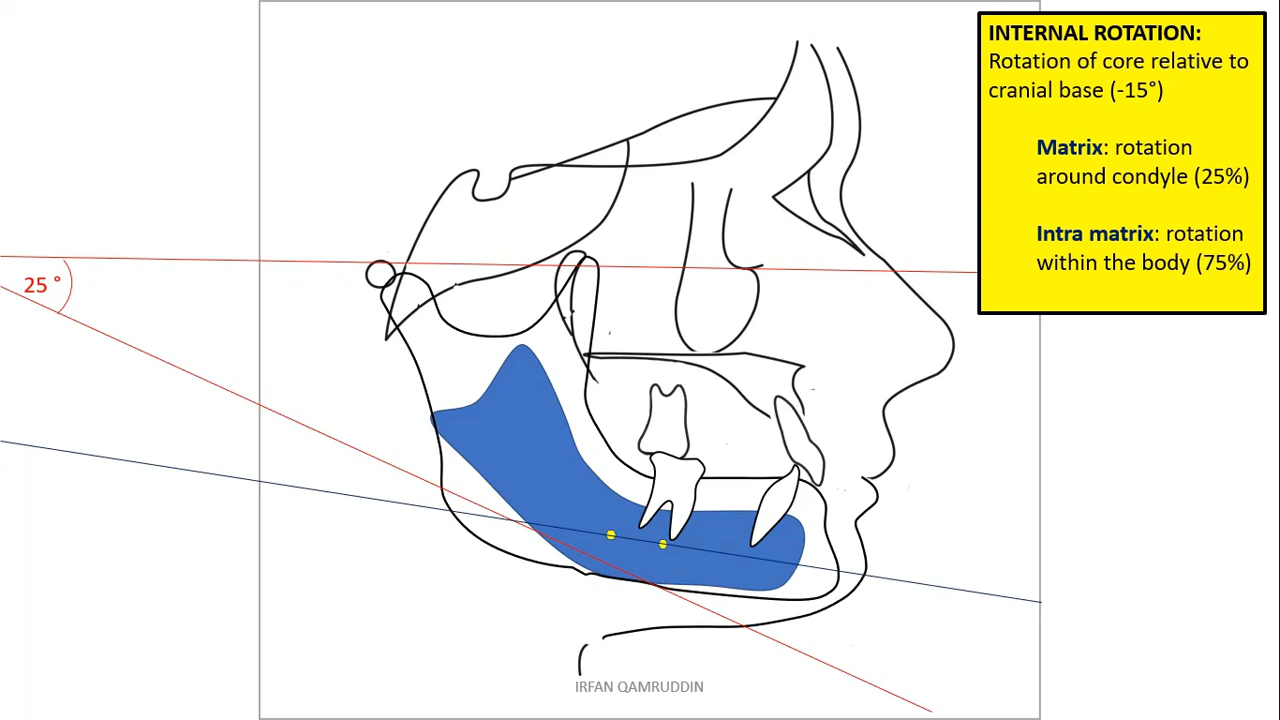 INTERNAL ROTATION:
Rotation of core relative to
cranial base (-15°)
Matrix: rotation
around condyle (25%)
Intra matrix: rotation
within the body (75%)
25 °
IRFAN QAMRUDDIN